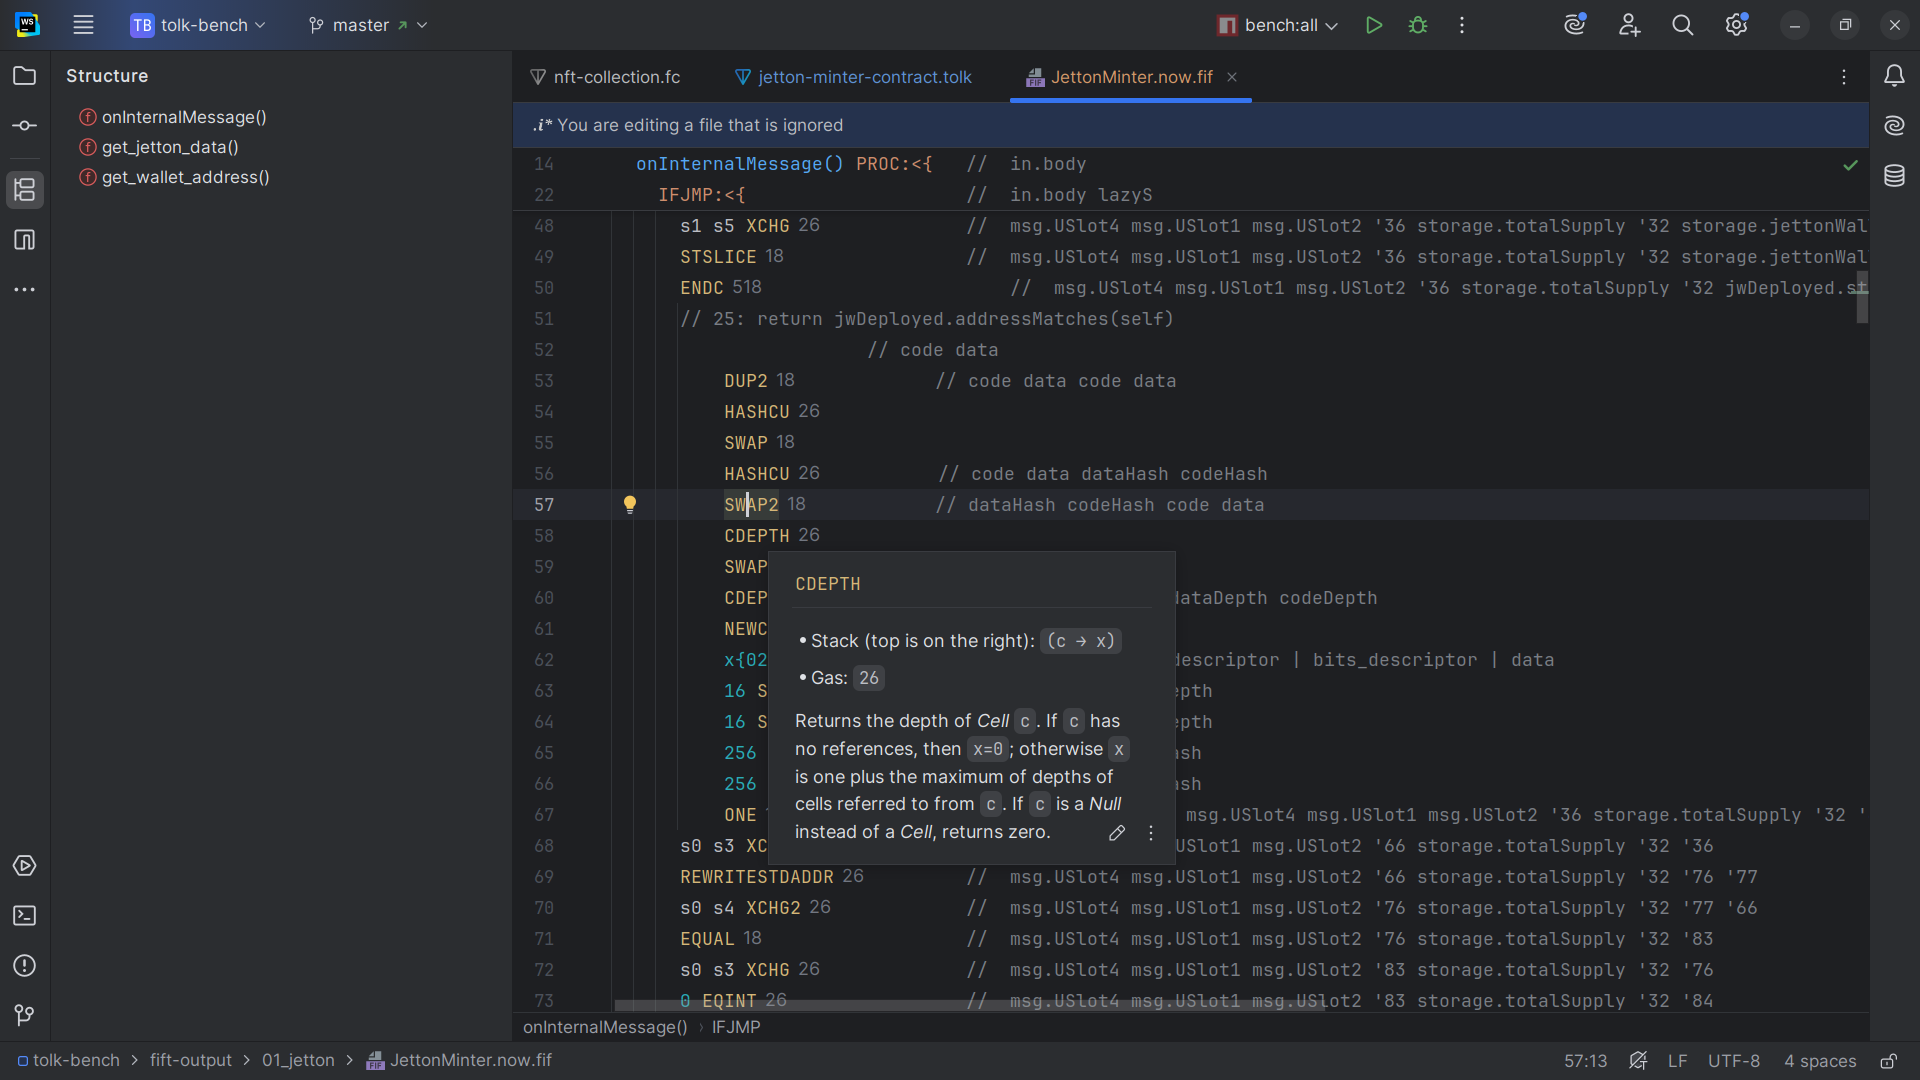 WS
TB tolk-bench
master
bench:all
Structure
onInternalMessage()
get_jetton_data()
get_wallet_address()
nft-collection.fc
jetton-minter-contract.tolk
FIF JettonMinter.now.fif
.i* You are editing a file that is ignored
14 onInternalMessage() PROC:<{ // in.body
22 IFJMP:<{ // in.body lazyS
48 s1 s5 XCHG 26 // msg.USlot4 msg.USlot1 msg.USlot2 '36 storage.totalSupply '32 storage.jettonWal
49 STSLICE 18 // msg.USlot4 msg.USlot1 msg.USlot2 '36 storage.totalSupply '32 storage.jettonWal
50 ENDC 518 // msg.USlot4 msg.USlot1 msg.USlot2 '36 storage.totalSupply '32 jwDeployed.st
51 // 25: return jwDeployed.addressMatches(self)
52 // code data
53 DUP2 18 // code data code data
54 HASHCU 26
55 SWAP 18
56 HASHCU 26 // code data dataHash codeHash
57 SWAP2 18 // dataHash codeHash code data
58 CDEPTH 26
59 SWAP
60 CDEP dataDepth codeDepth
61 NEWC
62 x{02 descriptor | bits_descriptor | data
63 16 S epth
64 16 S epth
65 256 ash
66 256 ash
67 ONE msg.USlot4 msg.USlot1 msg.USlot2 '36 storage.totalSupply '32 '
68 s0 s3 XC USlot1 msg.USlot2 '66 storage.totalSupply '32 '36
69 REWRITESTDADDR 26 // msg.USlot4 msg.USlot1 msg.USlot2 '66 storage.totalSupply '32 '76 '77
70 s0 s4 XCHG2 26 // msg.USlot4 msg.USlot1 msg.USlot2 '76 storage.totalSupply '32 '77 '66
71 EQUAL 18 // msg.USlot4 msg.USlot1 msg.USlot2 '76 storage.totalSupply '32 '83
72 s0 s3 XCHG 26 // msg.USlot4 msg.USlot1 msg.USlot2 '83 storage.totalSupply '32 '76
73 0 EQINT 26 // msg.USlot4 msg.USlot1 msg.USlot2 '83 storage.totalSupply '32 '84
CDEPTH
• Stack (top is on the right): (c → x)
• Gas: 26
Returns the depth of Cell c. If c has
no references, then x=0; otherwise x
is one plus the maximum of depths of
cells referred to from c. If c is a Null
instead of a Cell, returns zero.
onInternalMessage() › IFJMP
tolk-bench > fift-output > 01_jetton > FIF JettonMinter.now.fif
57:13 LF UTF-8 4 spaces